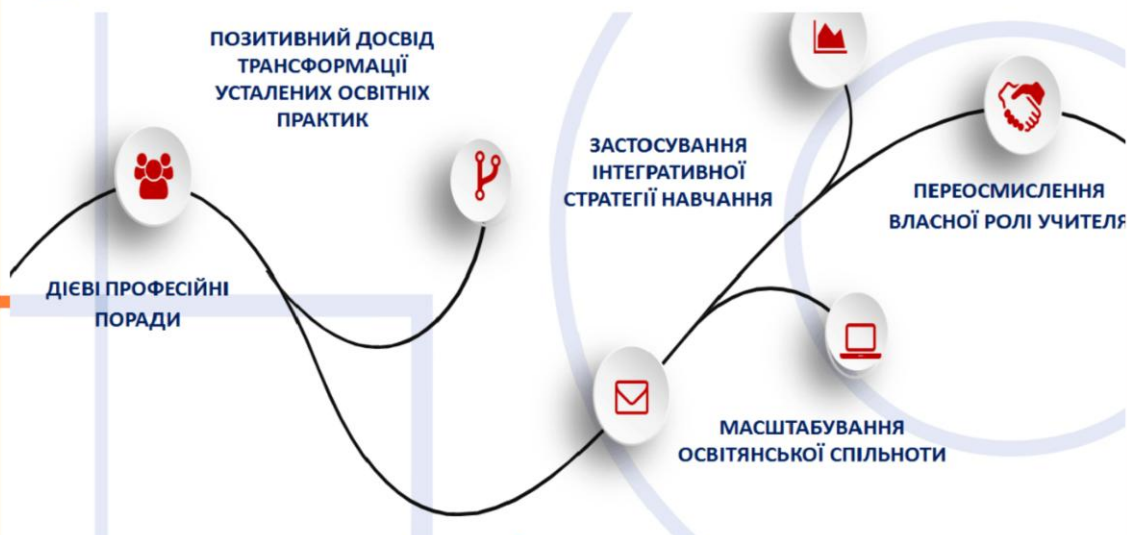 ПОЗИТИВНИЙ ДОСВІД
ТРАНСФОРМАЦІЇ
УСТАЛЕНИХ ОСВІТНІХ
ПРАКТИК
ДІЄВІ ПРОФЕСІЙНІ
ПОРАДИ
ЗАСТОСУВАННЯ
ІНТЕГРАТИВНОЇ
СТРАТЕГІЇ НАВЧАННЯ
ПЕРЕОСМИСЛЕННЯ
ВЛАСНОЇ РОЛІ УЧИТЕЛЯ
МАСШТАБУВАННЯ
ОСВІТЯНСЬКОЇ СПІЛЬНОТИ